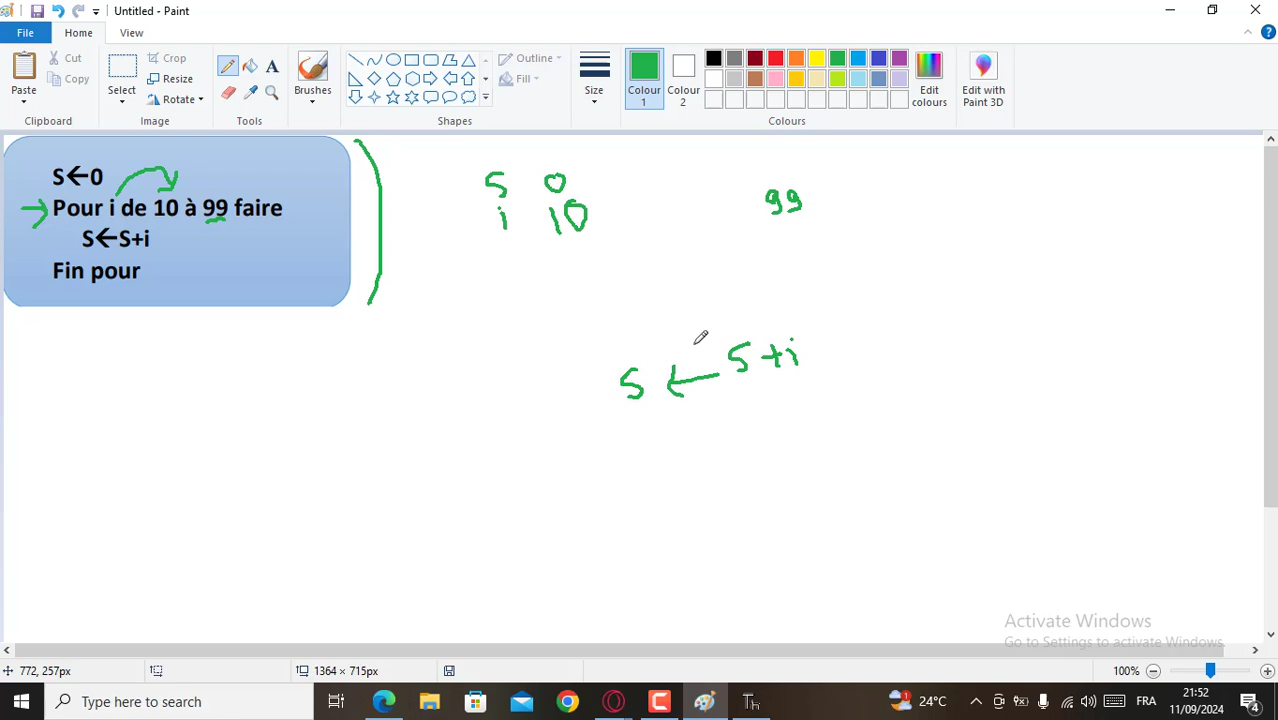 Untitled - Paint
File Home View
Paste
Cut
Copy
Clipboard
Select
Crop
Resize
Rotate
Image
A
Tools
Brushes
Shapes
Outline
Fill
Size
Colour 1
Colour 2
Edit colours
Colours
Edit with Paint 3D
S←0
Pour i de 10 à 99 faire
S←S+i
Fin pour
S 0
i 10
99
S ← S+i
Activate Windows
Go to Settings to activate Windows.
772, 257px
1364 × 715px
100%
Type here to search
Th
1
24°C
FRA
21:52
11/09/2024
4